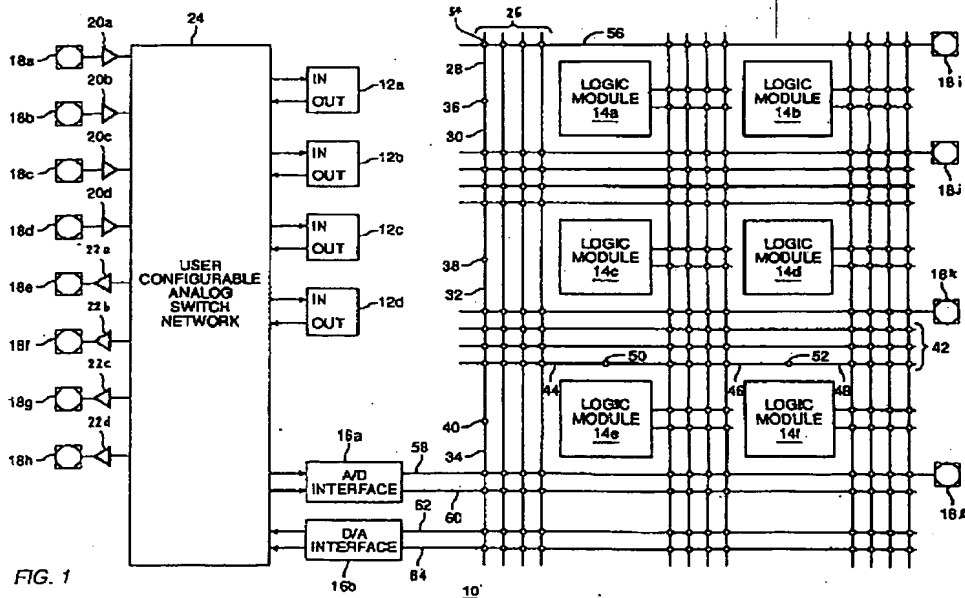 20a
24
54
26
56
18a
18i
20b
IN
OUT
12a
28
LOGIC
MODULE
14a
LOGIC
MODULE
14b
18b
36
20c
30
18c
IN
OUT
12b
18j
20d
18d
IN
OUT
12c
22a
USER
CONFIGURABLE
ANALOG
SWITCH
NETWORK
38
LOGIC
MODULE
14c
LOGIC
MODULE
14d
18k
18e
32
22b
IN
OUT
12d
18f
42
22c
50
52
44
46
48
18g
LOGIC
MODULE
14e
LOGIC
MODULE
14f
22d
40
16a
18h
58
34
A/D
INTERFACE
60
62
D/A
INTERFACE
64
16b
FIG. 1
10